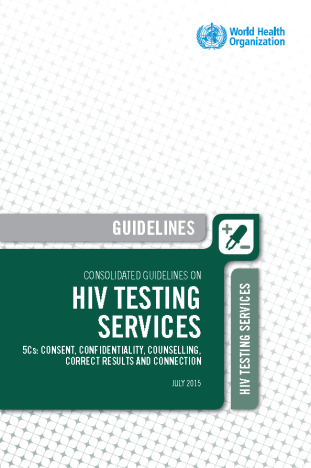 World Health
Organization
GUIDELINES
CONSOLIDATED GUIDELINES ON
HIV TESTING
SERVICES
5Cs: CONSENT, CONFIDENTIALITY, COUNSELLING,
CORRECT RESULTS AND CONNECTION
JULY 2015
HIV TESTING SERVICES